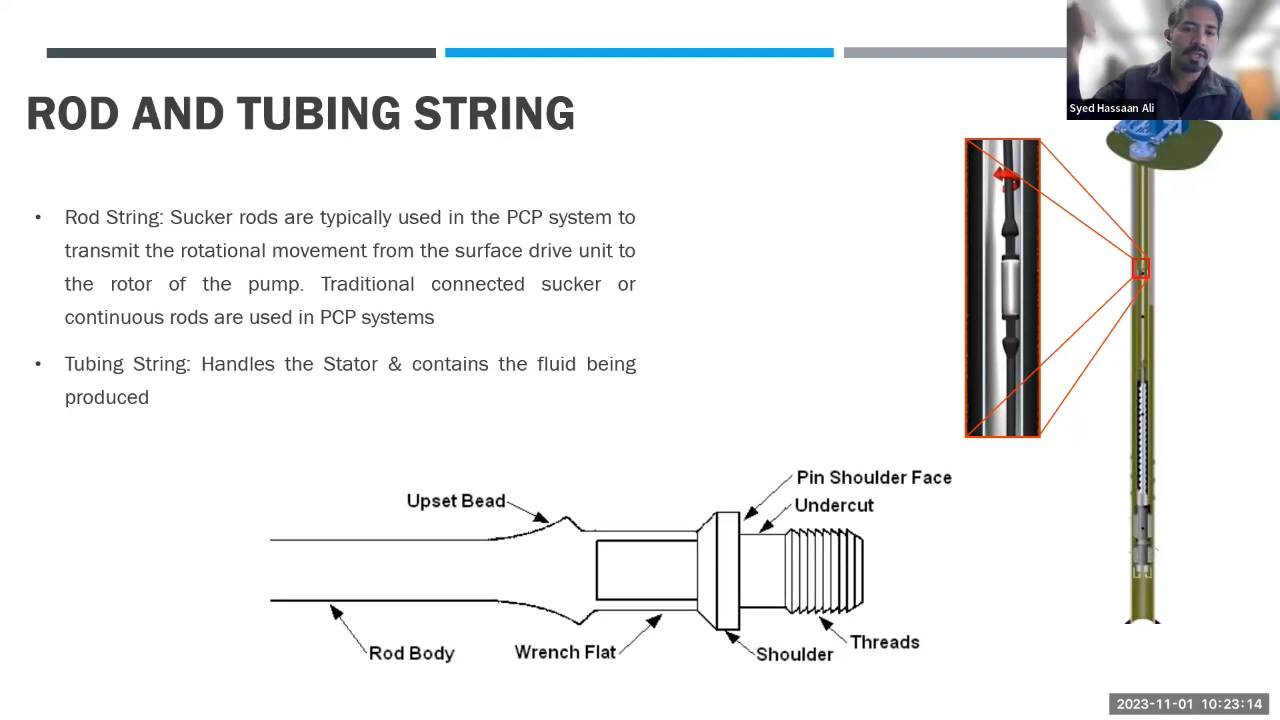 Syed Hassaan Ali
ROD AND TUBING STRING
• Rod String: Sucker rods are typically used in the PCP system to
transmit the rotational movement from the surface drive unit to
the rotor of the pump. Traditional connected sucker or
continuous rods are used in PCP systems
• Tubing String: Handles the Stator & contains the fluid being
produced
Pin Shoulder Face
Upset Bead
Undercut
Rod Body
Wrench Flat
Shoulder
Threads
2023-11-01 10:23:14